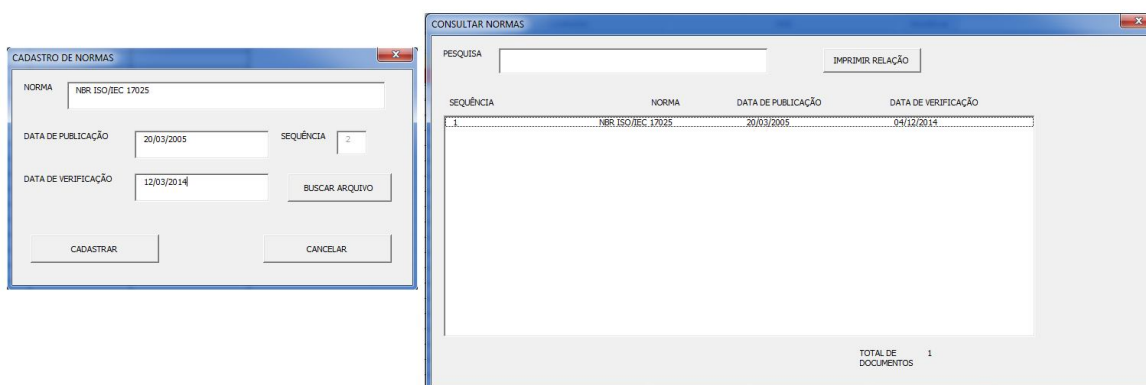 CADASTRO DE NORMAS
NORMA NBR ISO/IEC 17025
DATA DE PUBLICAÇÃO 20/03/2005 SEQUÊNCIA 2
DATA DE VERIFICAÇÃO 12/03/2014 BUSCAR ARQUIVO
CADASTRAR CANCELAR
CONSULTAR NORMAS
PESQUISA IMPRIMIR RELAÇÃO
SEQUÊNCIA NORMA DATA DE PUBLICAÇÃO DATA DE VERIFICAÇÃO
1 NBR ISO/IEC 17025 20/03/2005 04/12/2014
TOTAL DE 1
DOCUMENTOS